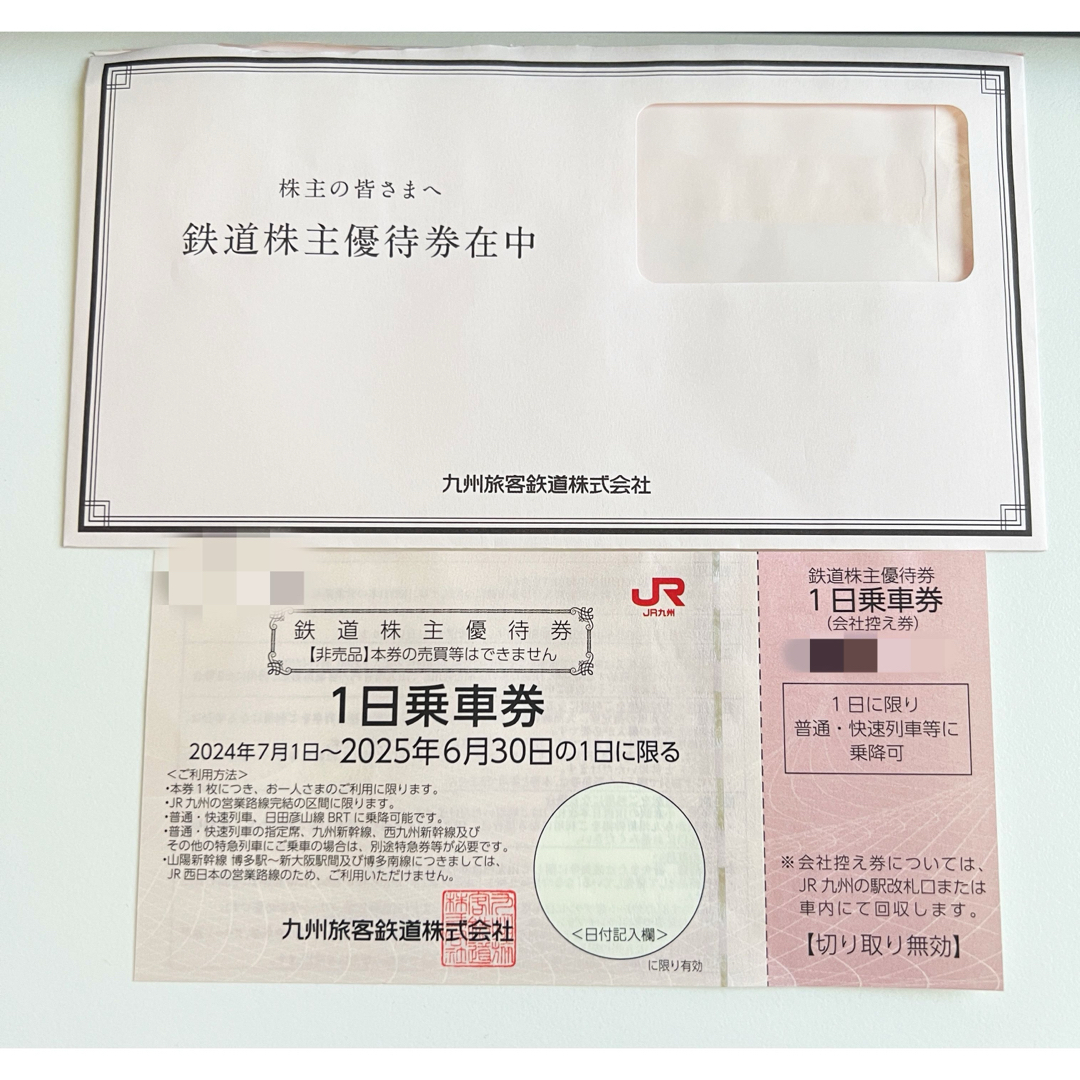 株主の皆さまへ
鉄道株主優待券在中
九州旅客鉄道株式会社
JR
JR九州
鉄道株主優待券
【非売品】本券の売買等はできません
1日乗車券
2024年7月1日~2025年6月30日の1日に限る
<ご利用方法>
・本券1枚につき、お一人さまのご利用に限ります。
・JR九州の営業路線完結の区間に限ります。
・普通・快速列車、日田彦山線BRTに乗降可能です。
・普通・快速列車の指定席、九州新幹線、西九州新幹線及び
その他の特急列車にご乗車の場合は、別途特急券等が必要です。
・山陽新幹線 博多駅~新大阪駅間及び博多南線につきましては、
JR西日本の営業路線のため、ご利用いただけません。
九州旅客鉄道株式会社
<日付記入欄>
に限り有効
鉄道株主優待券
1日乗車券
(会社控え券)
1日に限り
普通・快速列車等に
乗降可
※会社控え券については、
JR九州の駅改札口または
車内にて回収します。
【切り取り無効】